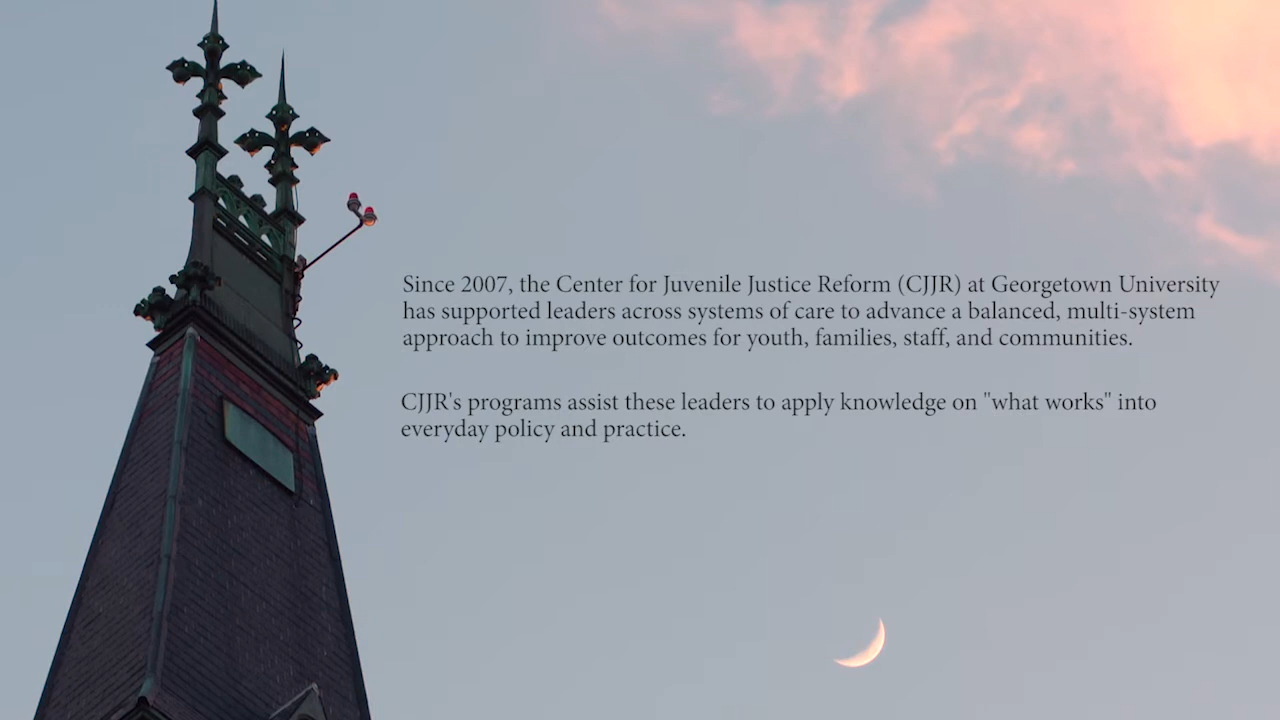 Since 2007, the Center for Juvenile Justice Reform (CJJR) at Georgetown University
has supported leaders across systems of care to advance a balanced, multi-system
approach to improve outcomes for youth, families, staff, and communities.
CJJR's programs assist these leaders to apply knowledge on "what works" into
everyday policy and practice.